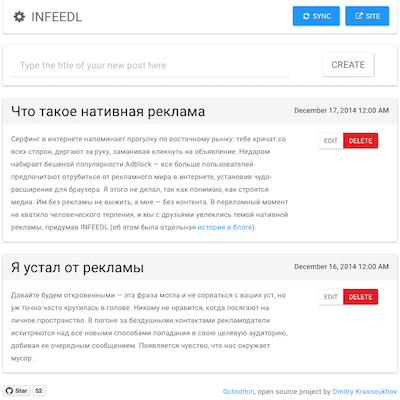 INFEEDL
SYNC
SITE
Type the title of your new post here
CREATE
Что такое нативная реклама
December 17, 2014 12:00 AM
Серфинг в интернете напоминает прогулку по восточному рынку: тебе кричат со
всех сторон, дергают за руку, заманивая кликнуть на объявление. Недаром
набирает бешеной популярности Adblock — все больше пользователей
предпочитают отрубиться от рекламного мира в интернете, установив чудо-
расширение для браузера. Я этого не делал, так как понимаю, как строятся
медиа. Им без рекламы не выжить, а мне — без контента. В переломный момент
не хватило человеческого терпения, и мы с друзьями увлеклись темой нативной
рекламы, придумав INFEEDL (об этом была отдельная история в блоге).
EDIT
DELETE
Я устал от рекламы
December 16, 2014 12:00 AM
Давайте будем откровенными — эта фраза могла и не сорваться с ваших уст, но
уж точно часто крутилась в голове. Никому не нравится, когда посягают на
личное пространство. В погоне за бездушными контактами рекламодатели
исхитряются над все новыми способами попадания в свою целевую аудиторию,
добивая ее очередным сообщением. Появляется чувство, что нас окружает
мусор.
EDIT
DELETE
Star
52
Octodmin, open source project by Dmitry Krasnoukhov